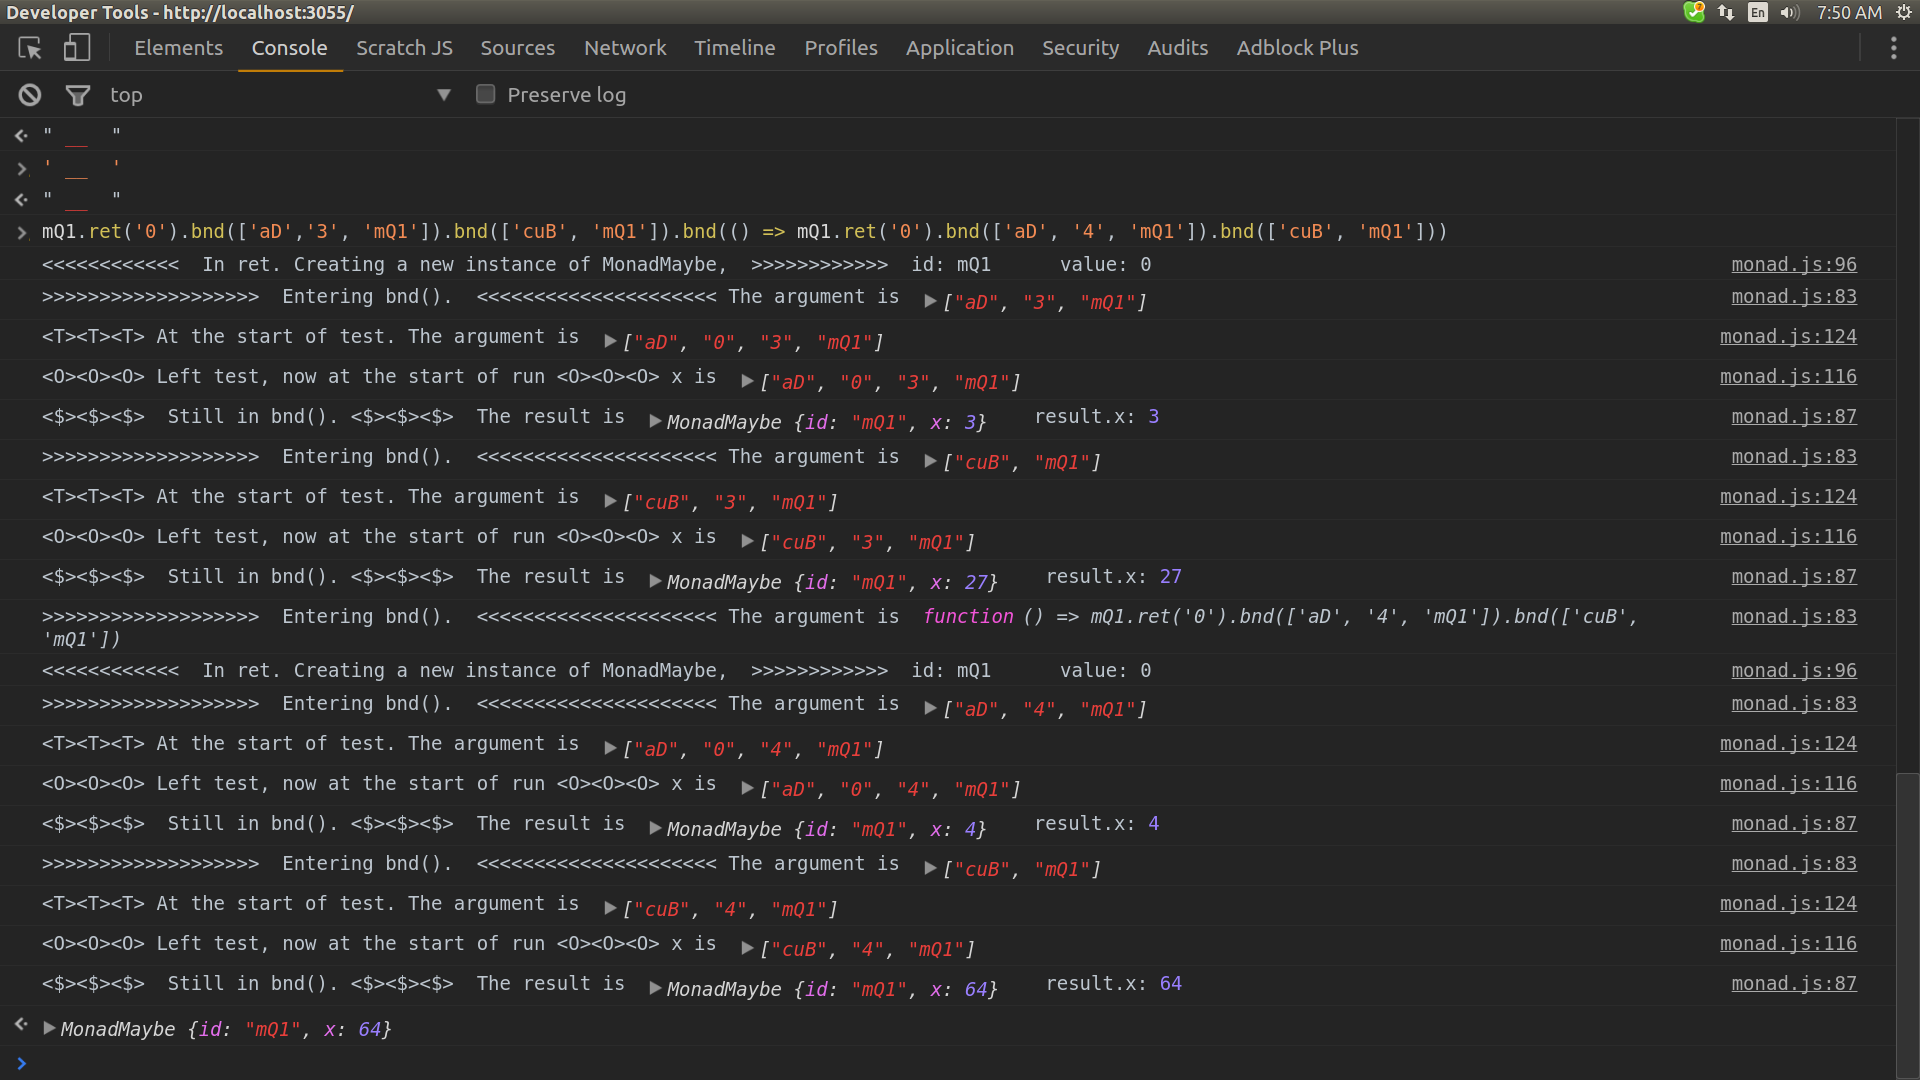 Developer Tools - http://localhost:3055/ En 7:50 AM
Elements Console Scratch JS Sources Network Timeline Profiles Application Security Audits Adblock Plus
top ▼ Preserve log
" __  "
' __  '
" __  "
mQ1.ret('0').bnd(['aD','3', 'mQ1']).bnd(['cuB', 'mQ1']).bnd(() => mQ1.ret('0').bnd(['aD', '4', 'mQ1']).bnd(['cuB', 'mQ1']))
<<<<<<<<<<<<  In ret. Creating a new instance of MonadMaybe,  >>>>>>>>>>>>  id: mQ1      value: 0 monad.js:96
>>>>>>>>>>>>>>>>>>>  Entering bnd().  <<<<<<<<<<<<<<<<<<<<< The argument is  ▶["aD", "3", "mQ1"] monad.js:83
<T><T><T> At the start of test. The argument is  ▶["aD", "0", "3", "mQ1"] monad.js:124
<O><O><O> Left test, now at the start of run <O><O><O> x is  ▶["aD", "0", "3", "mQ1"] monad.js:116
<$><$><$>  Still in bnd(). <$><$><$>  The result is  ▶MonadMaybe {id: "mQ1", x: 3}    result.x: 3 monad.js:87
>>>>>>>>>>>>>>>>>>>  Entering bnd().  <<<<<<<<<<<<<<<<<<<<< The argument is  ▶["cuB", "mQ1"] monad.js:83
<T><T><T> At the start of test. The argument is  ▶["cuB", "3", "mQ1"] monad.js:124
<O><O><O> Left test, now at the start of run <O><O><O> x is  ▶["cuB", "3", "mQ1"] monad.js:116
<$><$><$>  Still in bnd(). <$><$><$>  The result is  ▶MonadMaybe {id: "mQ1", x: 27}    result.x: 27 monad.js:87
>>>>>>>>>>>>>>>>>>>  Entering bnd().  <<<<<<<<<<<<<<<<<<<<< The argument is  function () => mQ1.ret('0').bnd(['aD', '4', 'mQ1']).bnd(['cuB', monad.js:83
'mQ1'])
<<<<<<<<<<<<  In ret. Creating a new instance of MonadMaybe,  >>>>>>>>>>>>  id: mQ1      value: 0 monad.js:96
>>>>>>>>>>>>>>>>>>>  Entering bnd().  <<<<<<<<<<<<<<<<<<<<< The argument is  ▶["aD", "4", "mQ1"] monad.js:83
<T><T><T> At the start of test. The argument is  ▶["aD", "0", "4", "mQ1"] monad.js:124
<O><O><O> Left test, now at the start of run <O><O><O> x is  ▶["aD", "0", "4", "mQ1"] monad.js:116
<$><$><$>  Still in bnd(). <$><$><$>  The result is  ▶MonadMaybe {id: "mQ1", x: 4}    result.x: 4 monad.js:87
>>>>>>>>>>>>>>>>>>>  Entering bnd().  <<<<<<<<<<<<<<<<<<<<< The argument is  ▶["cuB", "mQ1"] monad.js:83
<T><T><T> At the start of test. The argument is  ▶["cuB", "4", "mQ1"] monad.js:124
<O><O><O> Left test, now at the start of run <O><O><O> x is  ▶["cuB", "4", "mQ1"] monad.js:116
<$><$><$>  Still in bnd(). <$><$><$>  The result is  ▶MonadMaybe {id: "mQ1", x: 64}    result.x: 64 monad.js:87
▶MonadMaybe {id: "mQ1", x: 64}